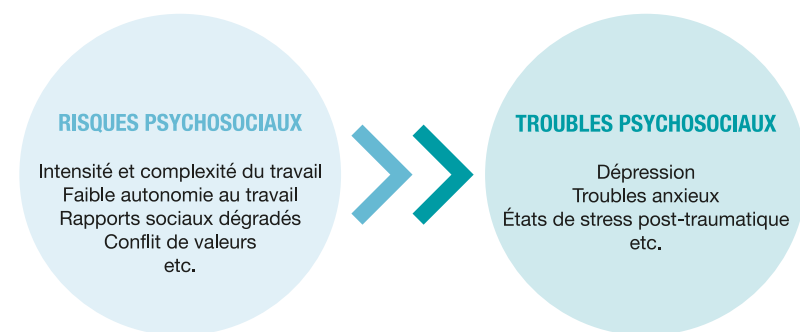 RISQUES PSYCHOSOCIAUX
Intensité et complexité du travail
Faible autonomie au travail
Rapports sociaux dégradés
Conflit de valeurs
etc.
TROUBLES PSYCHOSOCIAUX
Dépression
Troubles anxieux
États de stress post-traumatique
etc.